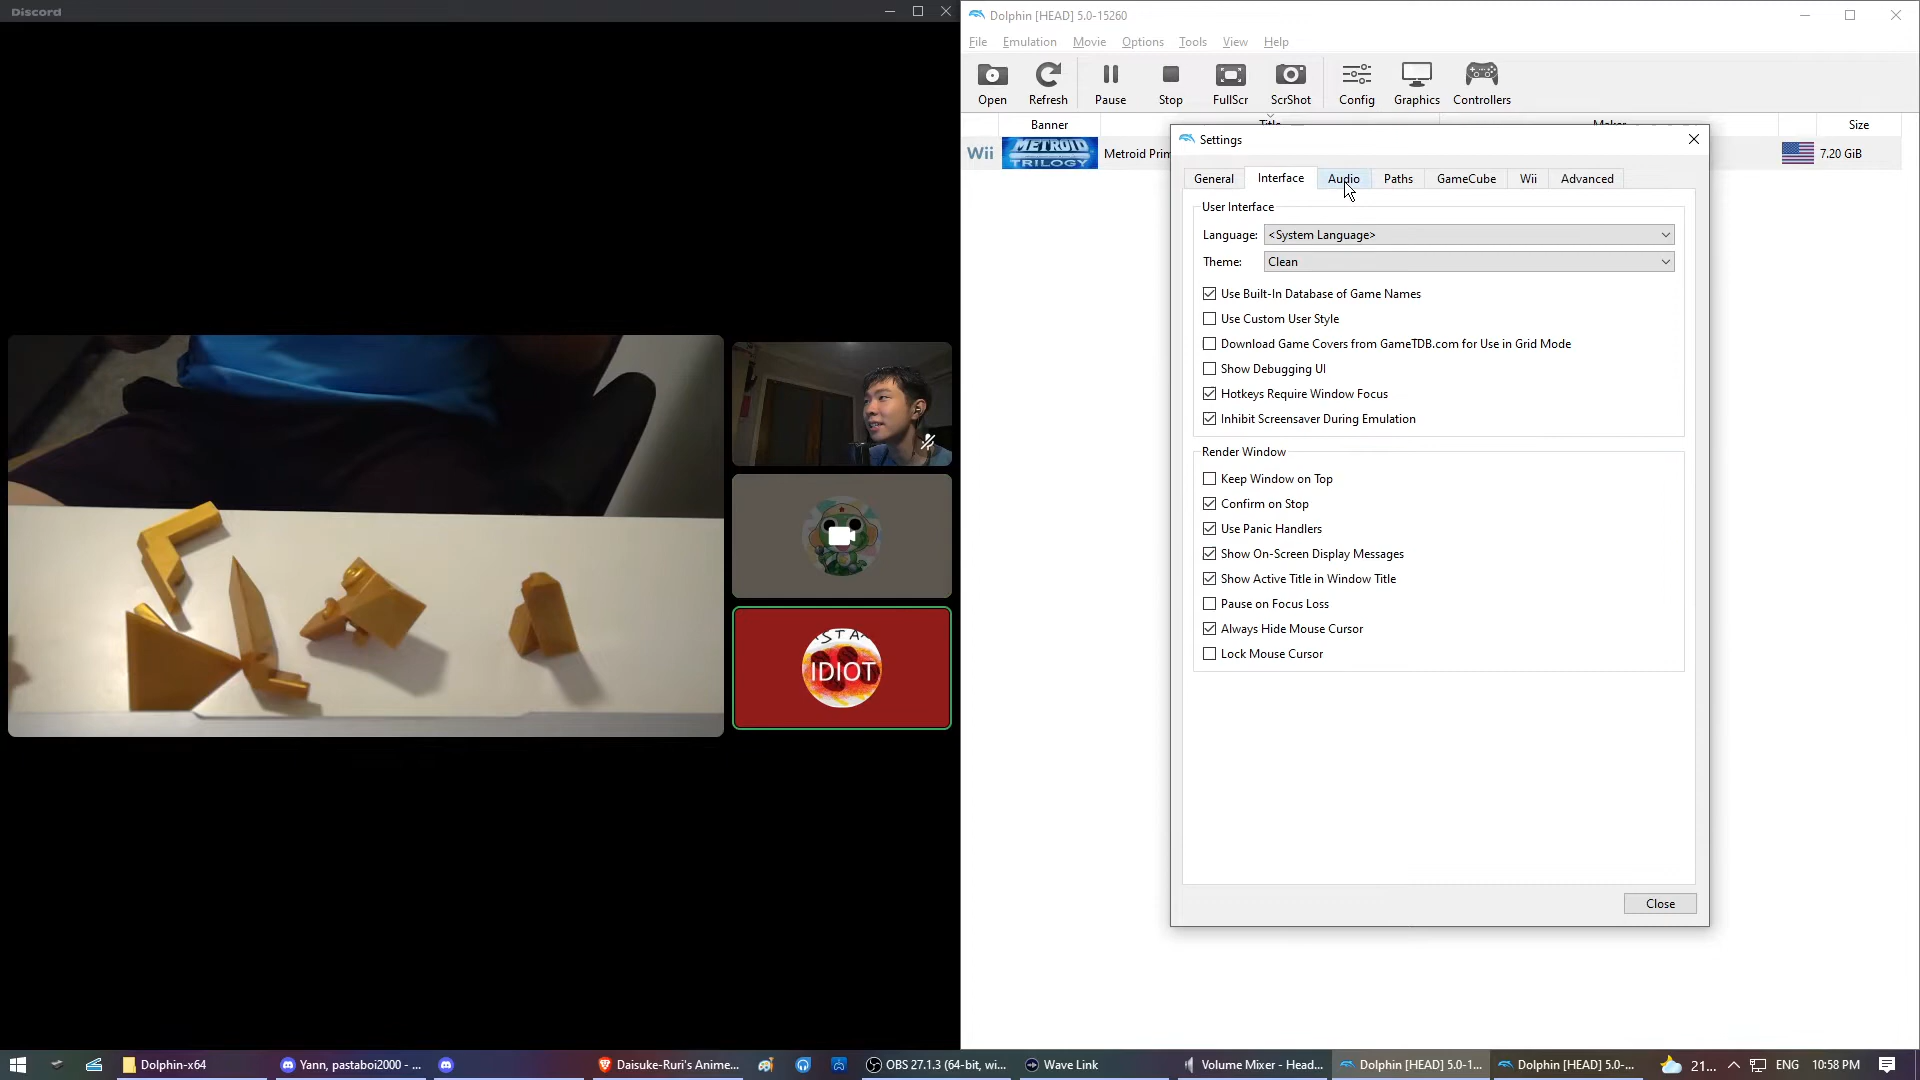 Discord
STA
IDIOT
Dolphin [HEAD] 5.0-15260
File Emulation Movie Options Tools View Help
Open Refresh Pause Stop FullScr ScrShot Config Graphics Controllers
Banner Title Maker Size
Wii METROID TRILOGY Metroid Prim 7.20 GiB
Settings
General Interface Audio Paths GameCube Wii Advanced
User Interface
Language: <System Language>
Theme: Clean
Use Built-In Database of Game Names
Use Custom User Style
Download Game Covers from GameTDB.com for Use in Grid Mode
Show Debugging UI
Hotkeys Require Window Focus
Inhibit Screensaver During Emulation
Render Window
Keep Window on Top
Confirm on Stop
Use Panic Handlers
Show On-Screen Display Messages
Show Active Title in Window Title
Pause on Focus Loss
Always Hide Mouse Cursor
Lock Mouse Cursor
Close
Dolphin-x64 Yann, pastaboi2000 - ... Daisuke-Ruri's Anime... OBS 27.1.3 (64-bit, wi... Wave Link Volume Mixer - Head... Dolphin [HEAD] 5.0-1... Dolphin [HEAD] 5.0-... 21... ENG 10:58 PM